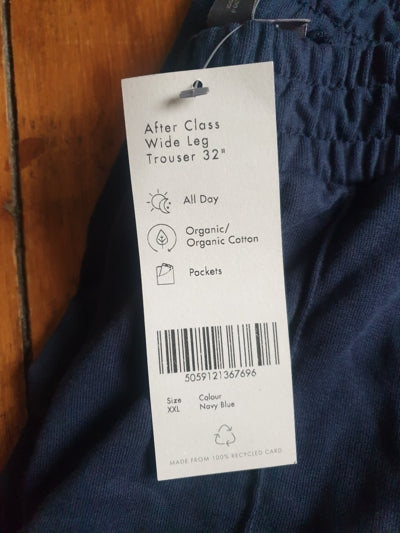 After Class
Wide Leg
Trouser 32"
All Day
Organic/
Organic Cotton
Pockets
5059121367696
Size Colour
XXL Navy Blue
MADE FROM 100% RECYCLED CARD